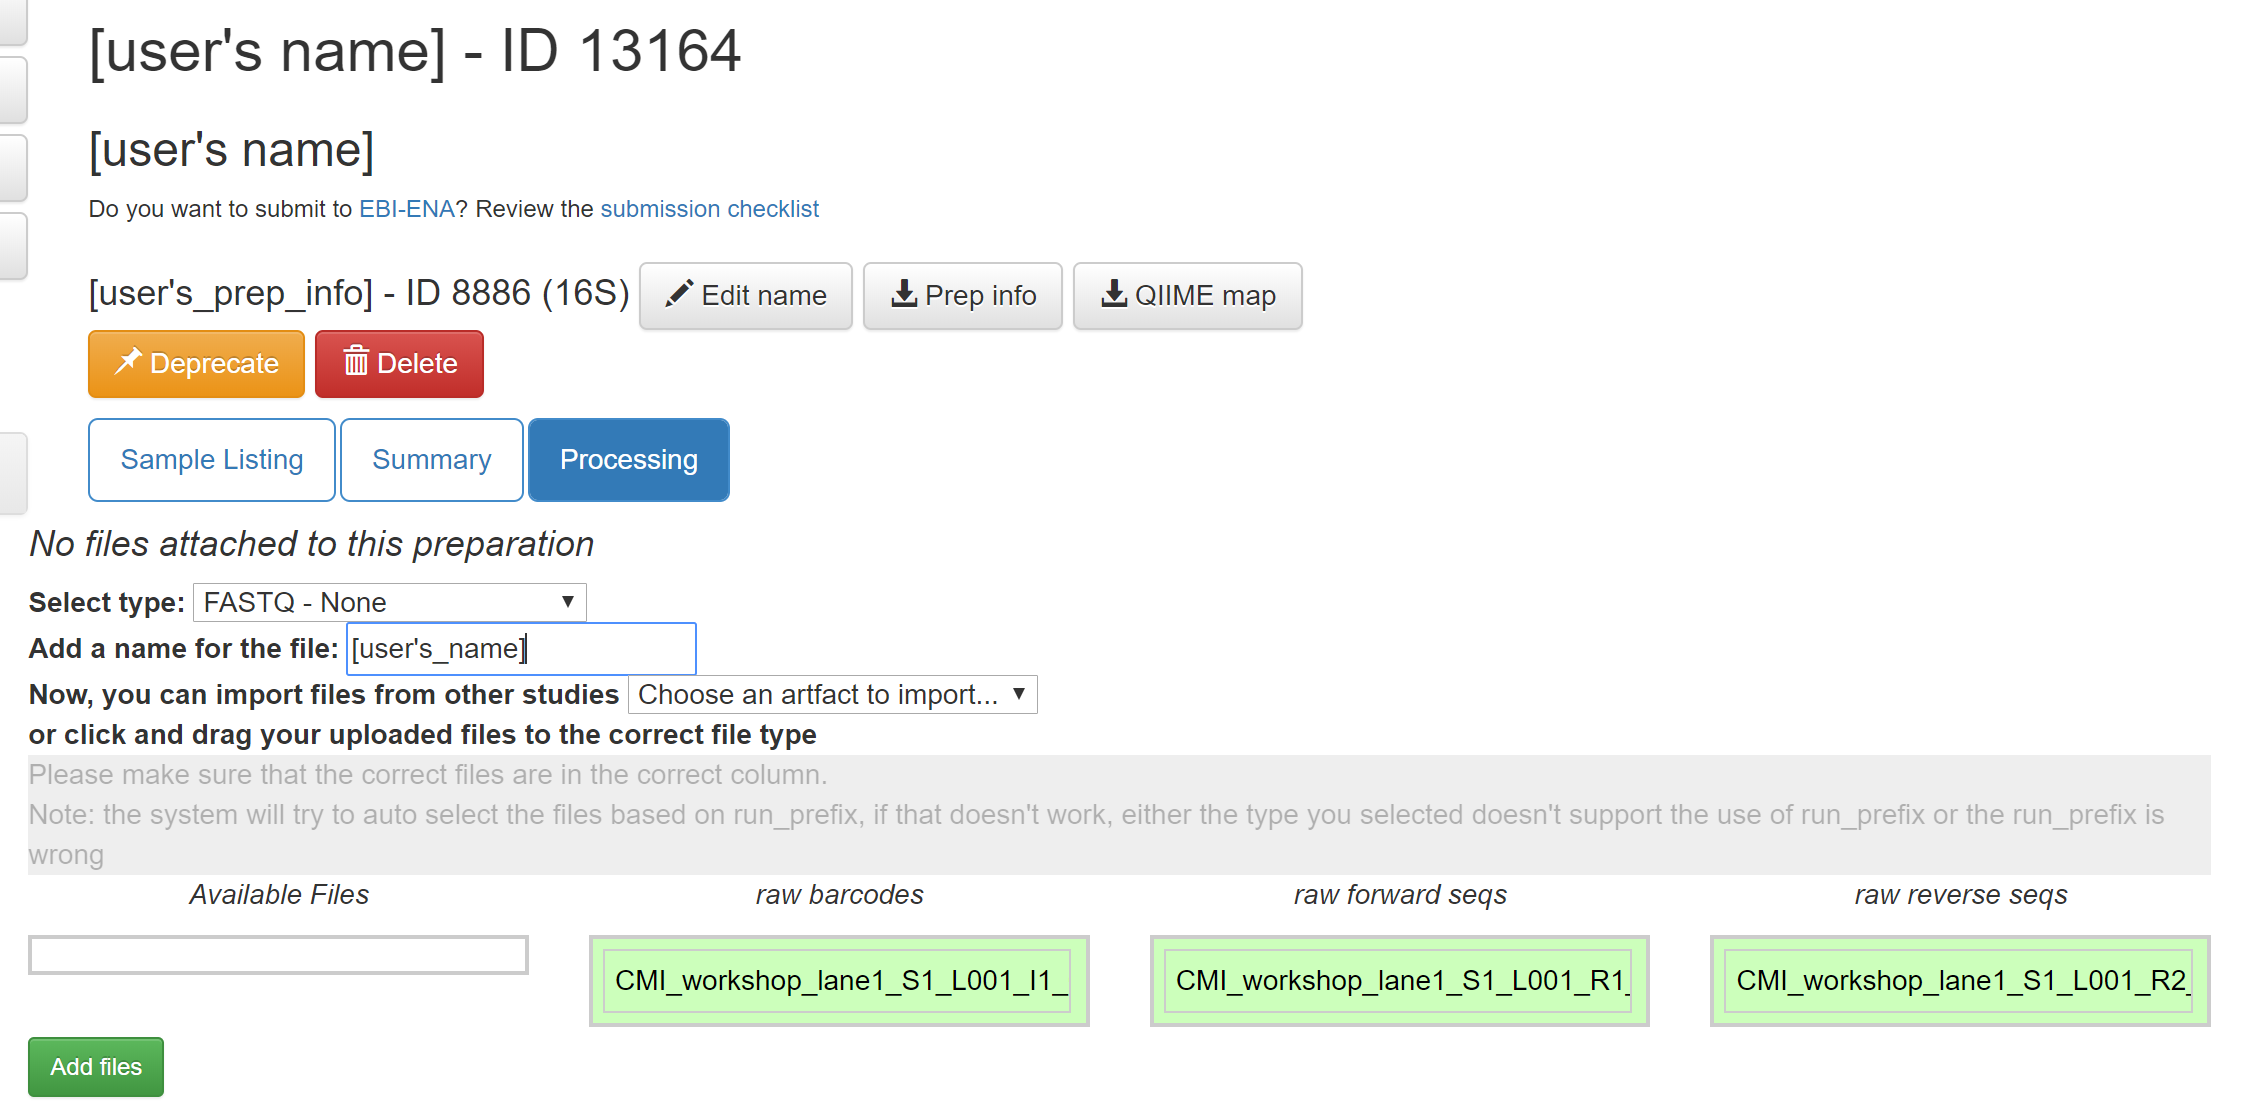 [user's name] - ID 13164
[user's name]
Do you want to submit to EBI-ENA? Review the submission checklist
[user's_prep_info] - ID 8886 (16S) Edit name Prep info QIIME map
Deprecate Delete
Sample Listing Summary Processing
No files attached to this preparation
Select type: FASTQ - None
Add a name for the file: [user's_name]
Now, you can import files from other studies Choose an artfact to import...
or click and drag your uploaded files to the correct file type
Please make sure that the correct files are in the correct column.
Note: the system will try to auto select the files based on run_prefix, if that doesn't work, either the type you selected doesn't support the use of run_prefix or the run_prefix is
wrong
Available Files raw barcodes raw forward seqs raw reverse seqs
CMI_workshop_lane1_S1_L001_I1_ CMI_workshop_lane1_S1_L001_R1_ CMI_workshop_lane1_S1_L001_R2_
Add files